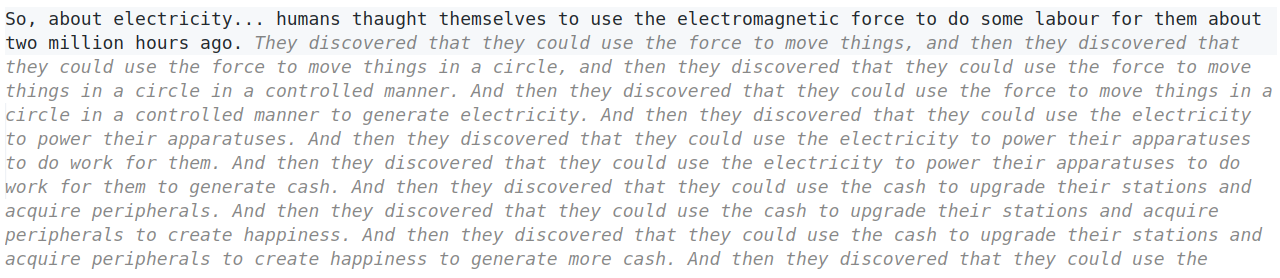 So, about electricity... humans thaught themselves to use the electromagnetic force to do some labour for them about
two million hours ago. They discovered that they could use the force to move things, and then they discovered that
they could use the force to move things in a circle, and then they discovered that they could use the force to move
things in a circle in a controlled manner. And then they discovered that they could use the force to move things in a
circle in a controlled manner to generate electricity. And then they discovered that they could use the electricity
to power their apparatuses. And then they discovered that they could use the electricity to power their apparatuses
to do work for them. And then they discovered that they could use the electricity to power their apparatuses to do
work for them to generate cash. And then they discovered that they could use the cash to upgrade their stations and
acquire peripherals. And then they discovered that they could use the cash to upgrade their stations and acquire
peripherals to create happiness. And then they discovered that they could use the cash to upgrade their stations and
acquire peripherals to create happiness to generate more cash. And then they discovered that they could use the